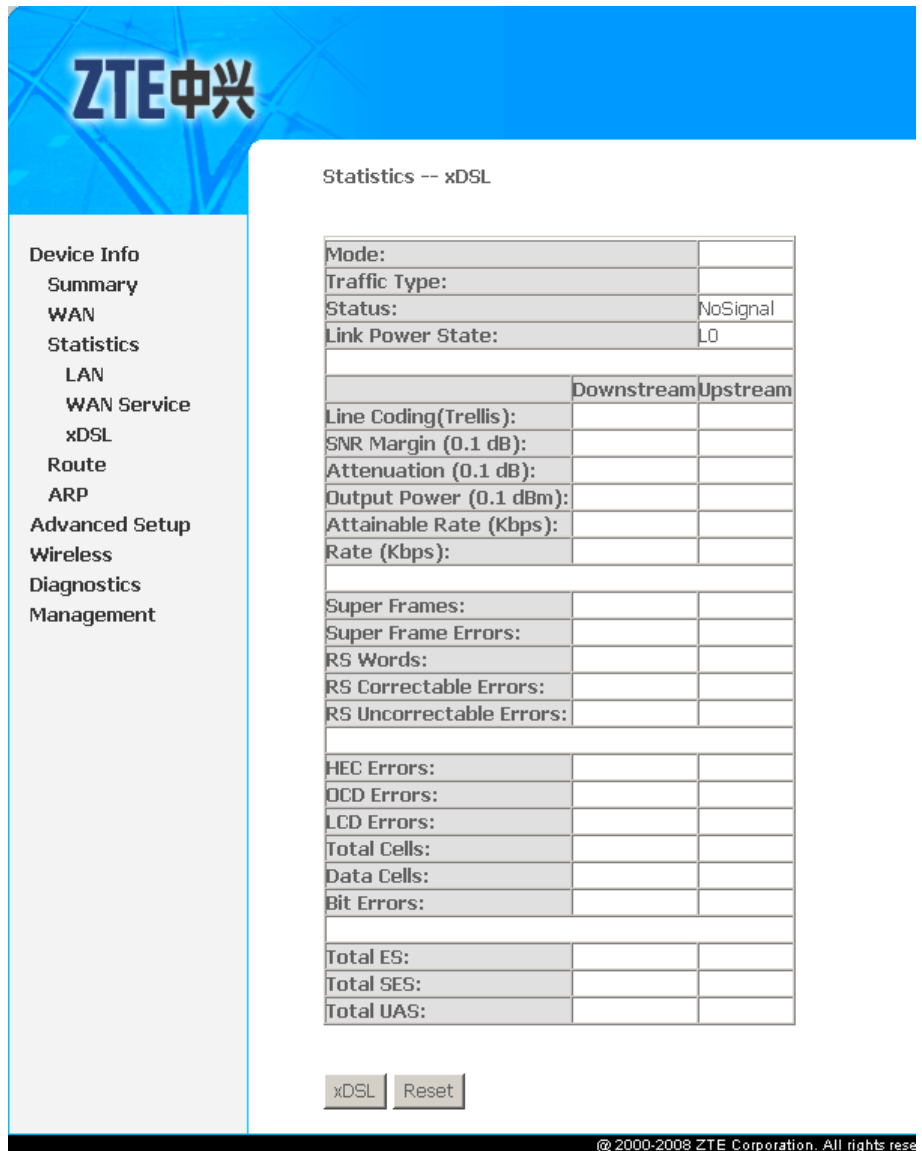 ZTE中兴
Statistics -- xDSL
Device Info
Summary
WAN
Statistics
LAN
WAN Service
xDSL
Route
ARP
Advanced Setup
Wireless
Diagnostics
Management
Mode:
Traffic Type:
Status: NoSignal
Link Power State: L0
Downstream Upstream
Line Coding(Trellis):
SNR Margin (0.1 dB):
Attenuation (0.1 dB):
Output Power (0.1 dBm):
Attainable Rate (Kbps):
Rate (Kbps):
Super Frames:
Super Frame Errors:
RS Words:
RS Correctable Errors:
RS Uncorrectable Errors:
HEC Errors:
OCD Errors:
LCD Errors:
Total Cells:
Data Cells:
Bit Errors:
Total ES:
Total SES:
Total UAS:
xDSL Reset
@ 2000-2008 ZTE Corporation. All rights rese